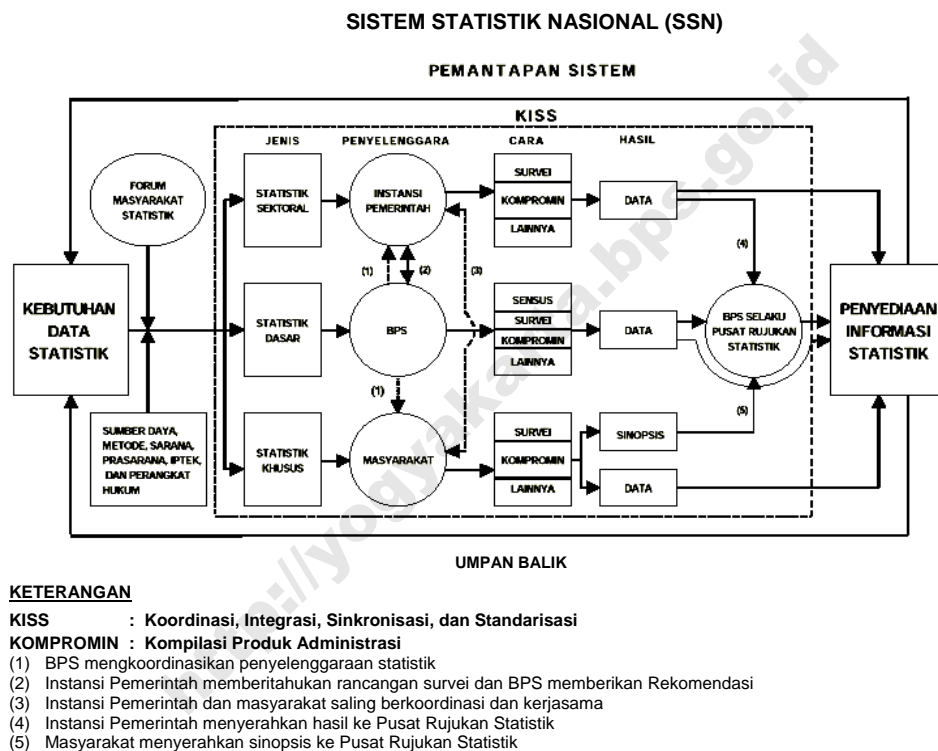 SISTEM STATISTIK NASIONAL (SSN)
PEMANTAPAN SISTEM
KISS
JENIS
PENYELENGGARA
CARA
HASIL
FORUM
MASYARAKAT
STATISTIK
KEBUTUHAN
DATA
STATISTIK
SUMBER DAYA,
METODE, SARANA,
PRASARANA, IPTEK,
DAN PERANGKAT
HUKUM
STATISTIK
SEKTORAL
INSTANSI
PEMERINTAH
SURVEI
KOMPROMIN
LAINNYA
DATA
(1)
(2)
(3)
(4)
STATISTIK
DASAR
BPS
SENSUS
SURVEI
KOMPROMIN
LAINNYA
DATA
BPS SELAKU
PUSAT RUJUKAN
STATISTIK
PENYEDIAAN
INFORMASI
STATISTIK
(1)
(5)
STATISTIK
KHUSUS
MASYARAKAT
SURVEI
KOMPROMIN
LAINNYA
SINOPSIS
DATA
UMPAN BALIK
KETERANGAN
KISS : Koordinasi, Integrasi, Sinkronisasi, dan Standarisasi
KOMPROMIN : Kompilasi Produk Administrasi
(1) BPS mengkoordinasikan penyelenggaraan statistik
(2) Instansi Pemerintah memberitahukan rancangan survei dan BPS memberikan Rekomendasi
(3) Instansi Pemerintah dan masyarakat saling berkoordinasi dan kerjasama
(4) Instansi Pemerintah menyerahkan hasil ke Pusat Rujukan Statistik
(5) Masyarakat menyerahkan sinopsis ke Pusat Rujukan Statistik
http://yogyakarta.bps.go.id